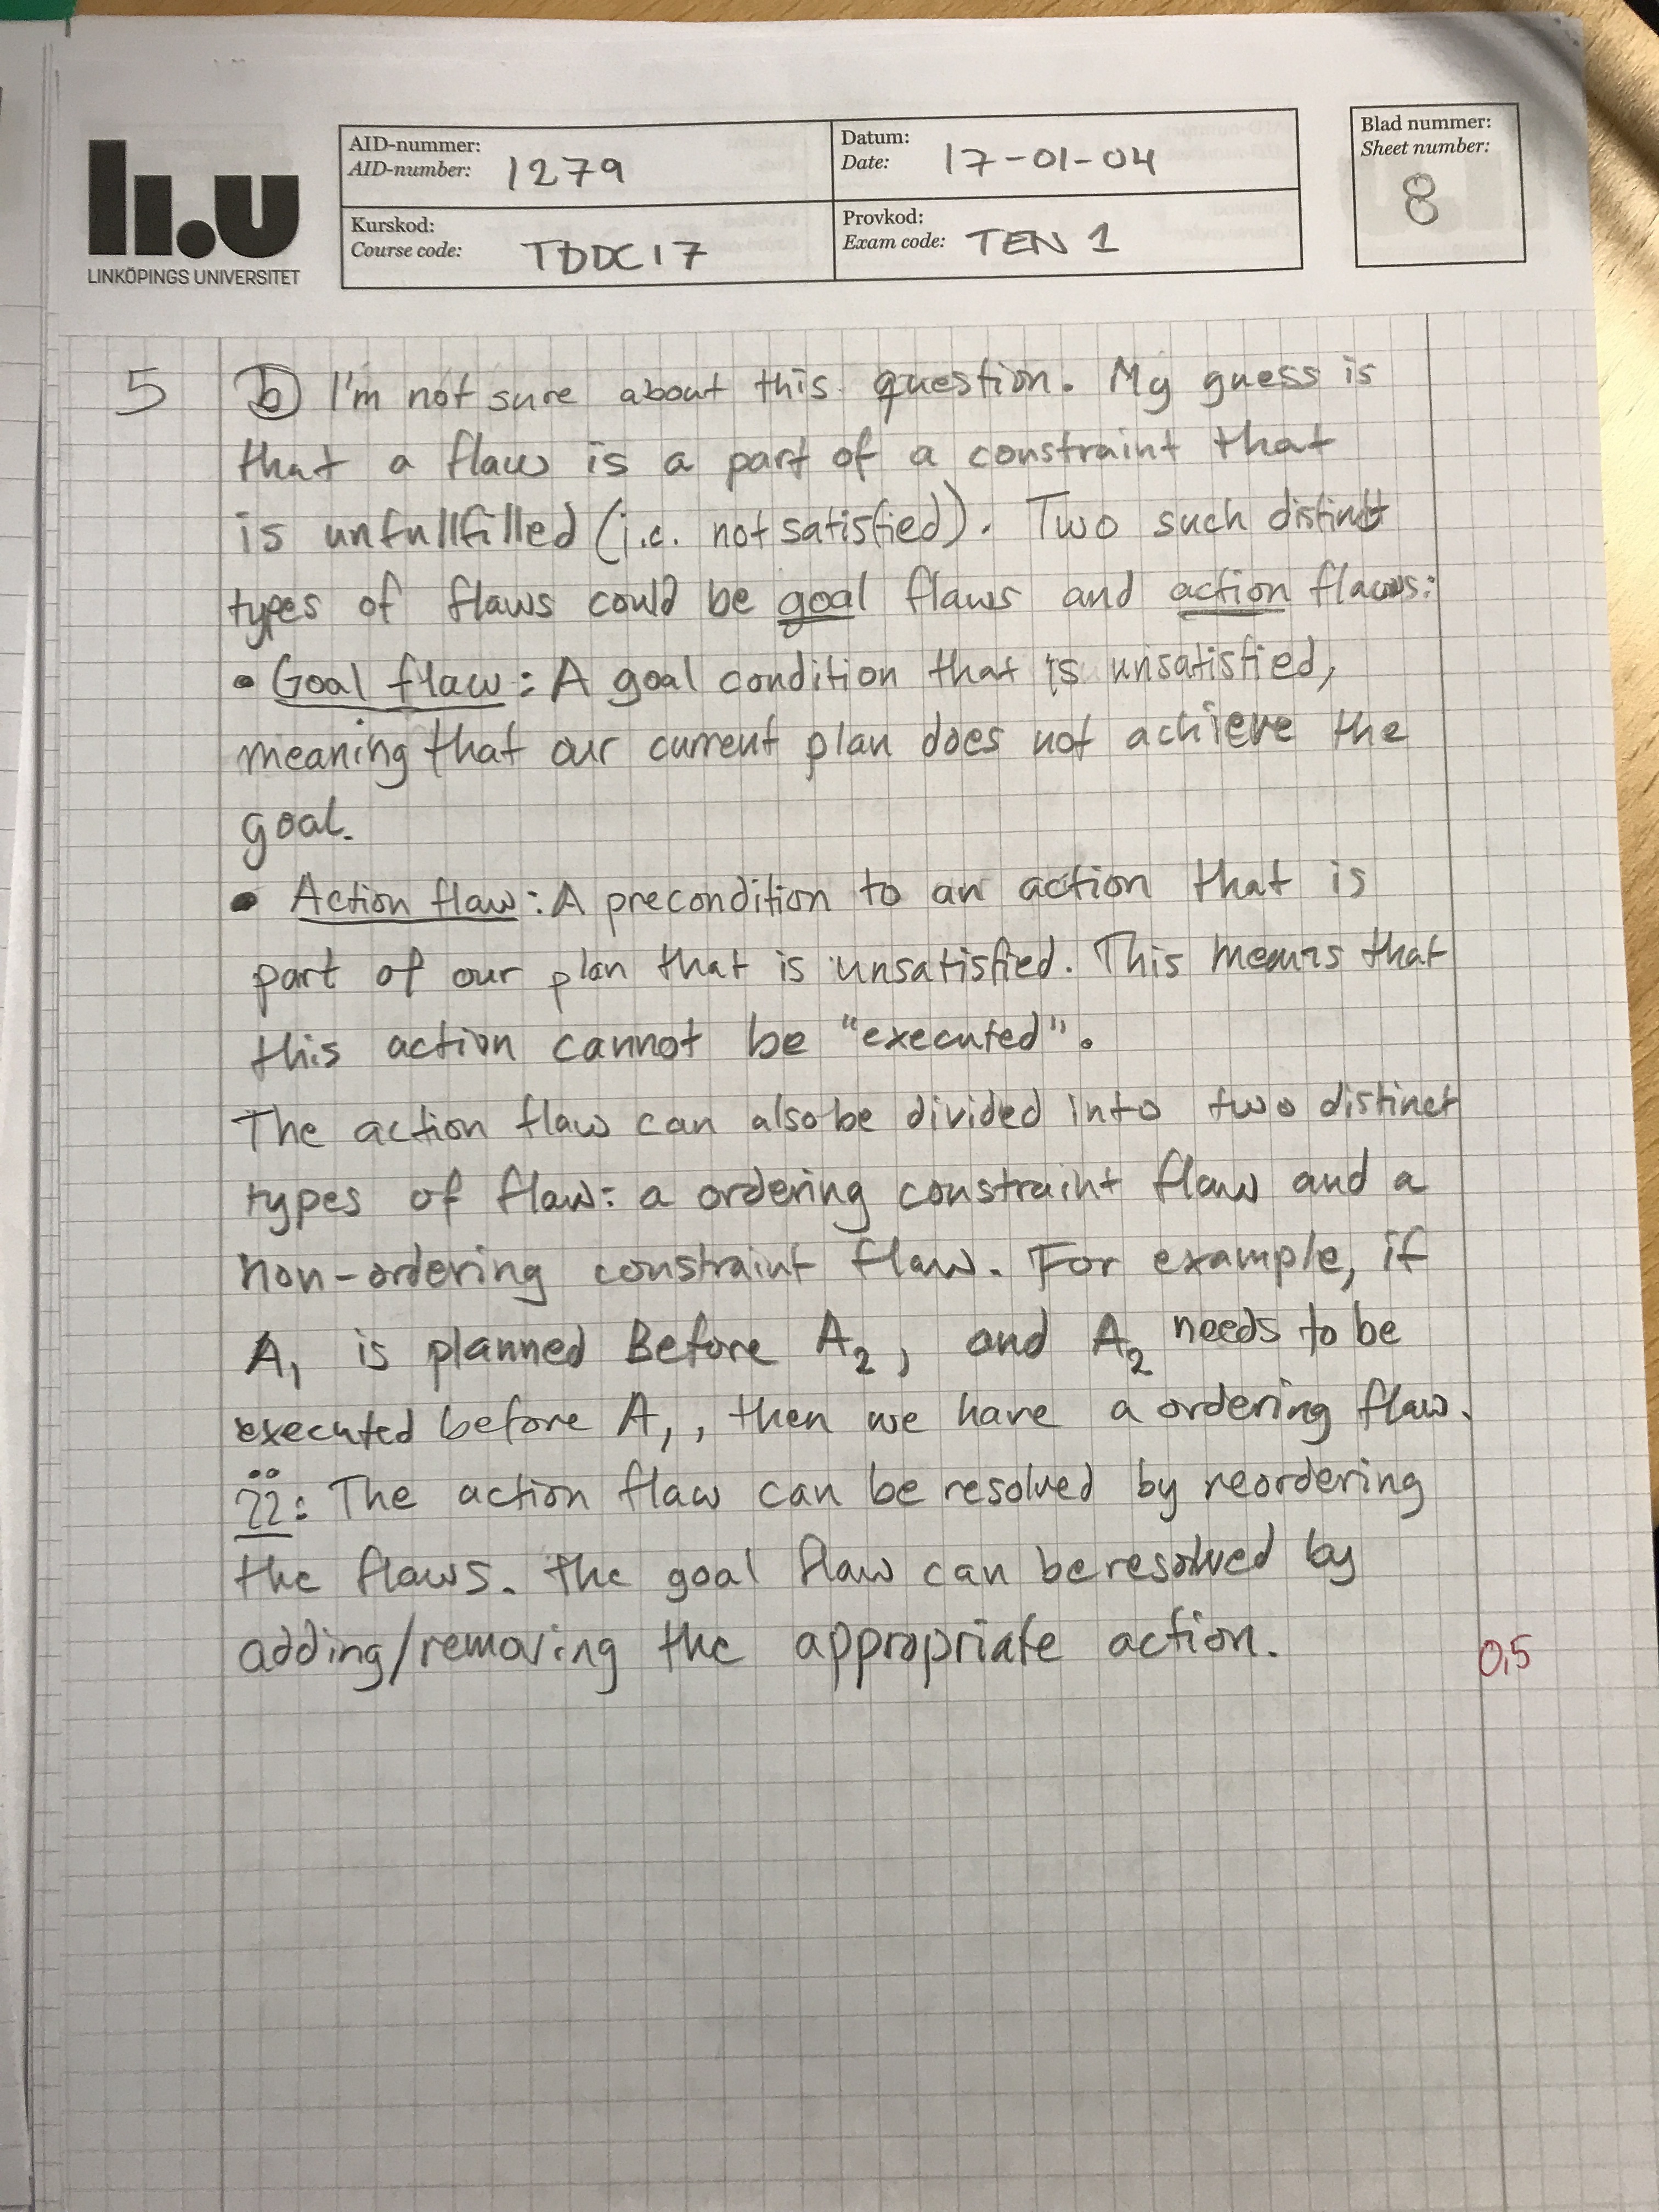 li.u
LINKÖPINGS UNIVERSITET
AID-nummer:
AID-number: 1279
Datum:
Date: 17-01-04
Kurskod:
Course code: TDDC17
Provkod:
Exam code: TEN 1
Blad nummer:
Sheet number:
8
5 b) I'm not sure about this question. My guess is
that a flaw is a part of a constraint that
is unfullfilled (i.e. not satisfied). Two such distinct
types of flaws could be goal flaws and action flaws:
• Goal flaw: A goal condition that is unsatisfied,
meaning that our current plan does not achieve the
goal.
• Action flaw: A precondition to an action that is
part of our plan that is unsatisfied. This means that
this action cannot be "executed".
The action flaw can also be divided into two distinct
types of flaw: a ordering constraint flaw and a
non-ordering constraint flaw. For example, if
A₁ is planned Before A₂, and A₂ needs to be
executed before A₁, then we have a ordering flaw.
ii: The action flaw can be resolved by reordering
the flaws. the goal flaw can be resolved by
adding/removing the appropriate action.
0,5